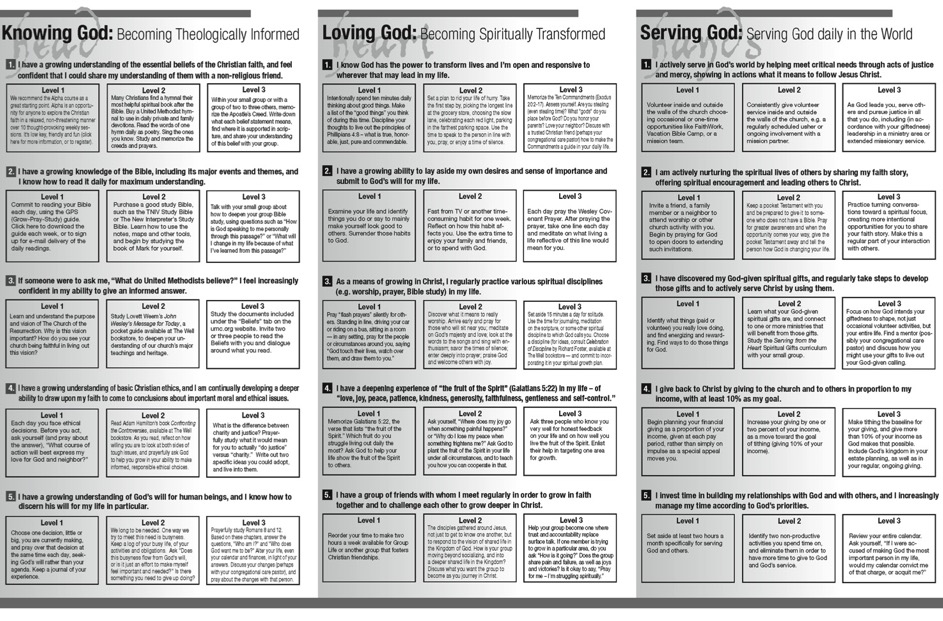 Knowing God: Becoming Theologically Informed
head
1. I have a growing understanding of the essential beliefs of the Christian faith, and feel
confident that I could share my understanding of them with a non-religious friend.
Level 1
We recommend the Alpha course as a
great starting point. Alpha is an opportu-
nity for anyone to explore the Christian
faith in a relaxed, non-threatening manner
over 10 thought-provoking weekly ses-
sions. It's low key, friendly and fun (click
here for more information, or to register).
Level 2
Many Christians find a hymnal their
most helpful spiritual book after the
Bible. Buy a United Methodist hym-
nal to use in daily private and family
devotions. Read the words of one
hymn daily as poetry. Sing the ones
you know. Study and memorize the
creeds and prayers.
Level 3
Within your small group or with a
group of two to three others, memo-
rize the Apostle's Creed. Write down
what each belief statement means,
find where it is supported in scrip-
ture, and share your understanding
of this belief with your group.
2. I have a growing knowledge of the Bible, including its major events and themes, and
I know how to read it daily for maximum understanding.
Level 1
Commit to reading your Bible
each day, using the GPS
(Grow-Pray-Study) guide.
Click here to download the
guide each week, or to sign
up for e-mail delivery of the
daily readings.
Level 2
Purchase a good study Bible,
such as the TNIV Study Bible
or The New Interpreter's Study
Bible. Learn how to use the
notes, maps and other tools,
and begin by studying the
book of Mark for yourself.
Level 3
Talk with your small group about
how to deepen your group Bible
study, using questions such as "How
is God speaking to me personally
through this passage?" or "What will
I change in my life because of what
I've learned from this passage?"
3. If someone were to ask me, "What do United Methodists believe?" I feel increasingly
confident in my ability to give an informed answer.
Level 1
Learn and understand the purpose
and vision of The Church of the
Resurrection. Why is this vision
important? How do you see your
church being faithful in living out
this vision?
Level 2
Study Lovett Weem's John
Wesley's Message for Today, a
pocket guide available at The Well
bookstore, to deepen your un-
derstanding of our church's major
teachings and heritage.
Level 3
Study the documents included
under the "Beliefs" tab on the
umc.org website. Invite two
or three people to read the
Beliefs with you and dialogue
around what you read.
4. I have a growing understanding of basic Christian ethics, and I am continually developing a deeper
ability to draw upon my faith to come to conclusions about important moral and ethical issues.
Level 1
Each day you face ethical
decisions. Before you act,
ask yourself (and pray about
the answer), "What course of
action will best express my
love for God and neighbor?"
Level 2
Read Adam Hamilton's book Confronting
the Controversies, available at The Well
bookstore. As you read, reflect on how
willing you are to look at both sides of
tough issues, and prayerfully ask God
to help you grow in your ability to make
informed, responsible ethical choices.
Level 3
What is the difference between
charity and justice? Prayer-
fully study what it would mean
for you to actually do "justice"
versus "charity." Write out two
specific ideas you could adopt,
and live into them.
5. I have a growing understanding of God's will for human beings, and I know how to
discern his will for my life in particular.
Level 1
Choose one decision, little or
big, you are currently making,
and pray over that decision at
the same time each day, seek-
ing God's will rather than your
agenda. Keep a journal of your
experience.
Level 2
We long to be needed. One way we
try to meet this need is busyness.
Keep a log of your busy life, of your
activities and obligations. Ask "Does
this busyness flow from God's will,
or is it just an effort to make myself
feel important and needed?" Is there
something you need to give up doing?
Level 3
Prayerfully study Romans 8 and 12.
Based on these chapters, answer the
questions, "Who am I?" and "Who does
God want me to be?" Alter your life, even
your calendar and finances, in light of your
answers. Discuss your changes (perhaps
with your congregational care pastor), and
pray about the changes with that person.
Loving God: Becoming Spiritually Transformed
heart
1. I know God has the power to transform lives and I'm open and responsive to
wherever that may lead in my life.
Level 1
Intentionally spend ten minutes daily
thinking about good things. Make
a list of the "good things" you think
of during this time. Discipline your
thoughts to live out the principles of
Philippians 4:8 – what is true, honor-
able, just, pure and commendable.
Level 2
Set a plan to rid your life of hurry. Take
the first step by, picking the longest line
at the grocery store, choosing the slow
lane, celebrating each red light, parking
in the farthest parking space. Use the
time to speak to the person in line with
you, pray, or enjoy a time of silence.
Level 3
Memorize the Ten Commandments (Exodus
20:2-17). Assess yourself. Are you stealing
(even stealing time)? What "good" do you
place before God? Do you honor your
parents? Love your neighbor? Discuss with
a trusted Christian friend (perhaps your
congregational care pastor) how to make the
Commandments a guide in your daily life.
2. I have a growing ability to lay aside my own desires and sense of importance and
submit to God's will for my life.
Level 1
Examine your life and identify
things you do or say to mainly
make yourself look good to
others. Surrender those habits
to God.
Level 2
Fast from TV or another time-
consuming habit for one week.
Reflect on how this habit af-
fects you. Use the extra time to
enjoy your family and friends,
or to spend with God.
Level 3
Each day pray the Wesley Cov-
enant Prayer. After praying the
prayer, take one line each day
and meditate on what living a
life reflective of this line would
mean for you.
3. As a means of growing in Christ, I regularly practice various spiritual disciplines
(e.g. worship, prayer, Bible study) in my life.
Level 1
Pray "flash prayers" silently for oth-
ers. Standing in line, driving your car
or riding on a bus, sitting in a room
— in any setting, pray for the people
or circumstances around you, saying
"God touch their lives, watch over
them, and draw them to you."
Level 2
Discover what it means to really
worship. Arrive early and pray for
those who will sit near you; meditate
on God's majesty and love; look at the
words to the songs and sing with en-
thusiasm; savor the times of silence;
enter deeply into prayer; praise God
and welcome others with joy.
Level 3
Set aside 15 minutes a day for solitude.
Use the time for journaling, meditation
on the scripture, or some other spiritual
discipline to which God calls you. Choose
a discipline (for ideas, consult Celebration
of Discipline by Richard Foster, available at
The Well bookstore — and commit to incor-
porating it in your spiritual growth plan.
4. I have a deepening experience of "the fruit of the Spirit" (Galatians 5:22) in my life – of
"love, joy, peace, patience, kindness, generosity, faithfulness, gentleness and self-control."
Level 1
Memorize Galatians 5:22, the
verse that lists "the fruit of the
Spirit." Which fruit do you
struggle living out daily the
most? Ask God to help your
life show the fruit of the Spirit
to others.
Level 2
Ask yourself, "Where does my joy go
when something painful happens?"
or "Why do I lose my peace when
something tightens me?" Ask God to
plant the fruit of the Spirit in your life
under all circumstances, and to teach
you how you can cooperate in that.
Level 3
Ask three people who know you
very well for honest feedback
on your life and on how well you
live the fruit of the Spirit. Enlist
their help in targeting one area
for growth.
5. I have a group of friends with whom I meet regularly in order to grow in faith
together and to challenge each other to grow deeper in Christ.
Level 1
Reorder your time to make two
hours a week available for Group
Life or another group that fosters
Christian friendships.
Level 2
The disciples gathered around Jesus,
not just to get to know one another, but
to respond to the vision of shared life in
the Kingdom of God. How is your group
moving beyond socializing, and into
a deeper shared life in the Kingdom?
Discuss what you want the group to
become as you journey in Christ.
Level 3
Help your group become one where
trust and accountability replace
surface talk. If one member is trying
to grow in a particular area, do you
ask "How is it going?" Does the group
share pain and failure, as well as joys
and victories? Is it okay to say, "Pray
for me – I'm struggling spiritually."
Serving God: Serving God daily in the World
hands
1. I actively serve in God's world by helping meet critical needs through acts of justice
and mercy, showing in actions what it means to follow Jesus Christ.
Level 1
Volunteer inside and outside
the walls of the church choos-
ing occasional or one-time
opportunities like FaithWork,
Vacation Bible Camp, or a
mission team.
Level 2
Consistently give volunteer
service inside and outside
the walls of the church, e.g. a
regularly scheduled usher or
ongoing involvement with a
mission partner.
Level 3
As God leads you, serve oth-
ers and pursue justice in all
that you do, including (in ac-
cordance with your giftedness)
leadership in a ministry area or
extended missionary service.
2. I am actively nurturing the spiritual lives of others by sharing my faith story,
offering spiritual encouragement and leading others to Christ.
Level 1
Invite a friend, a family
member or a neighbor to
attend worship or other
church activity with you.
Begin by praying for God
to open doors to extending
such invitations.
Level 2
Keep a pocket Testament with you
and be prepared to give it to some-
one who does not have a Bible. Pray
for greater awareness and when the
opportunity comes your way, give the
pocket Testament away and tell the
person how God is changing your life.
Level 3
Practice turning conversa-
tions toward a spiritual focus,
creating more intentional
opportunities for you to share
your faith story. Make this a
regular part of your interaction
with others.
3. I have discovered my God-given spiritual gifts, and regularly take steps to develop
those gifts and to actively serve Christ by using them.
Level 1
Identify what things (paid or
volunteer) you really love doing,
and find energizing and reward-
ing. Find ways to do those things
for God.
Level 2
Learn what your God-given
spiritual gifts are, and connect
to one or more ministries that
will benefit from those gifts.
Study the Serving from the
Heart Spiritual Gifts curriculum
with your small group.
Level 3
Focus on how God intends your
giftedness to shape, not just
occasional volunteer activities, but
your entire life. Find a mentor (pos-
sibly your congregational care
pastor) and discuss how you
might use your gifts to live out
your God-given calling.
4. I give back to Christ by giving to the church and to others in proportion to my
income, with at least 10% as my goal.
Level 1
Begin planning your financial
giving as a proportion of your
income, given at each pay
period, rather than simply on
impulse as a special appeal
moves you.
Level 2
Increase your giving by one or
two percent of your income,
as a move toward the goal
of tithing (giving 10% of your
income).
Level 3
Make tithing the baseline for
your giving, and give more
than 10% of your income as
God makes that possible.
Include God's kingdom in your
estate planning, as well as in
your regular, ongoing giving.
5. I invest time in building my relationships with God and with others, and I increasingly
manage my time according to God's priorities.
Level 1
Set aside at least two hours a
month specifically for serving
God and others.
Level 2
Identify two non-productive
activities you spend time on,
and eliminate them in order to
have more time to give to God
and God's service.
Level 3
Review your entire calendar.
Ask yourself, "If I were ac-
cused of making God the most
important person in my life,
would my calendar convict me
of that charge, or acquit me?"